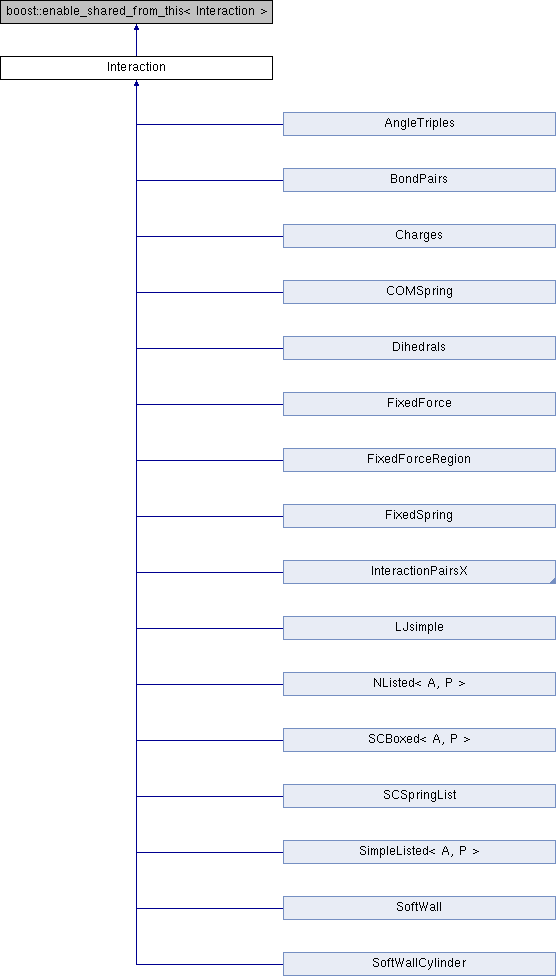 boost::enable_shared_from_this< Interaction >
Interaction
AngleTriples
BondPairs
Charges
COMSpring
Dihedrals
FixedForce
FixedForceRegion
FixedSpring
InteractionPairsX
LJsimple
NListed< A, P >
SCBoxed< A, P >
SCSpringList
SimpleListed< A, P >
SoftWall
SoftWallCylinder